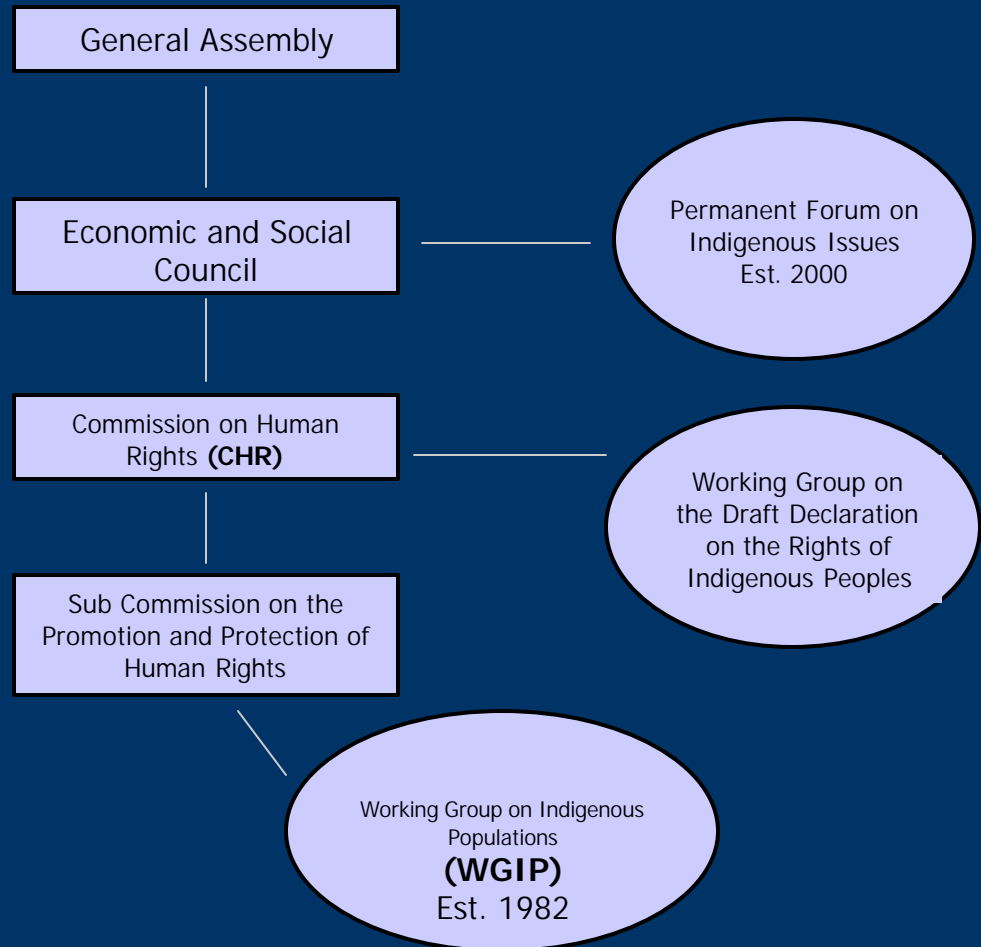 General Assembly
Economic and Social
Council
Permanent Forum on
Indigenous Issues
Est. 2000
Commission on Human
Rights (CHR)
Working Group on
the Draft Declaration
on the Rights of
Indigenous Peoples
Sub Commission on the
Promotion and Protection of
Human Rights
Working Group on Indigenous
Populations
(WGIP)
Est. 1982